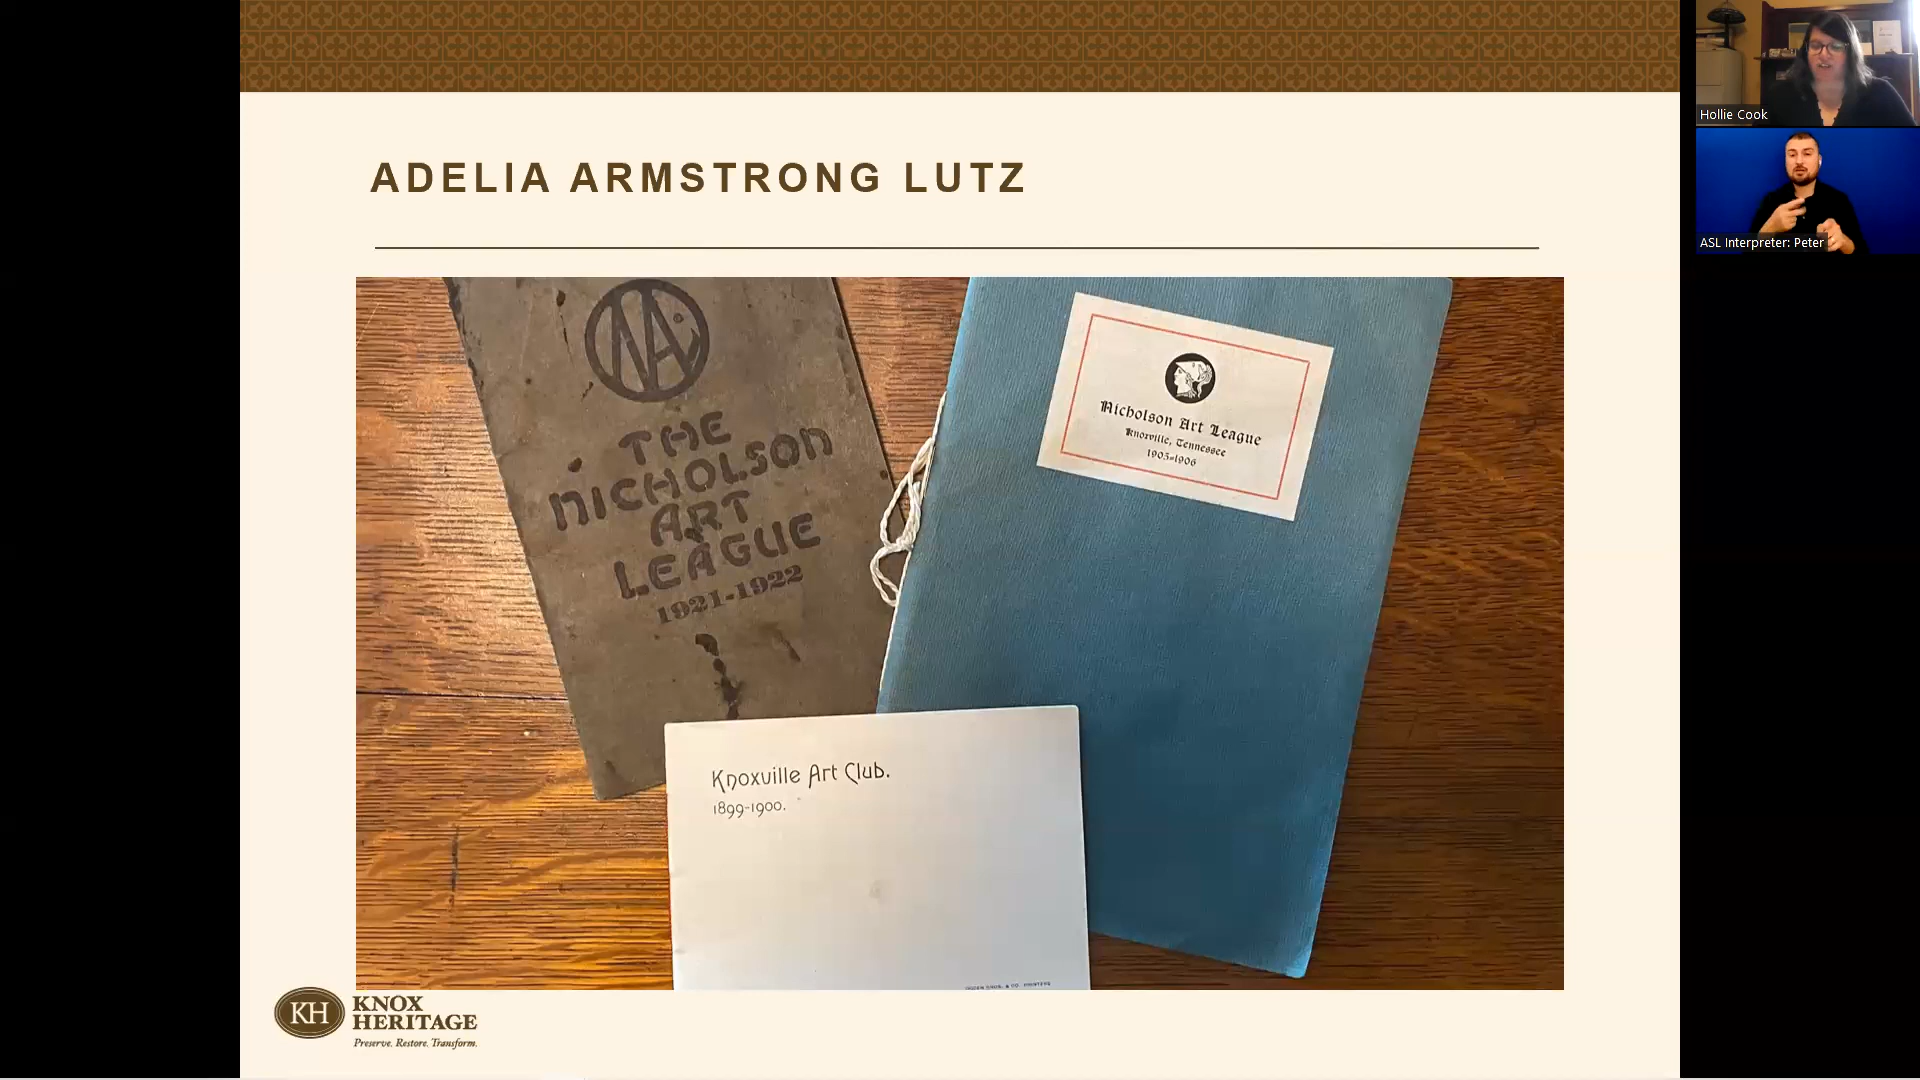 ADELIA ARMSTRONG LUTZ
NA
THE
NICHOLSON
ART
LEAGUE
1921-1922
Nicholson Art League
Knoxville, Tennessee
1905-1906
Knoxville Art Club.
1899-1900.
KH
KNOX
HERITAGE
Preserve. Restore. Transform.
Hollie Cook
ASL Interpreter: Peter